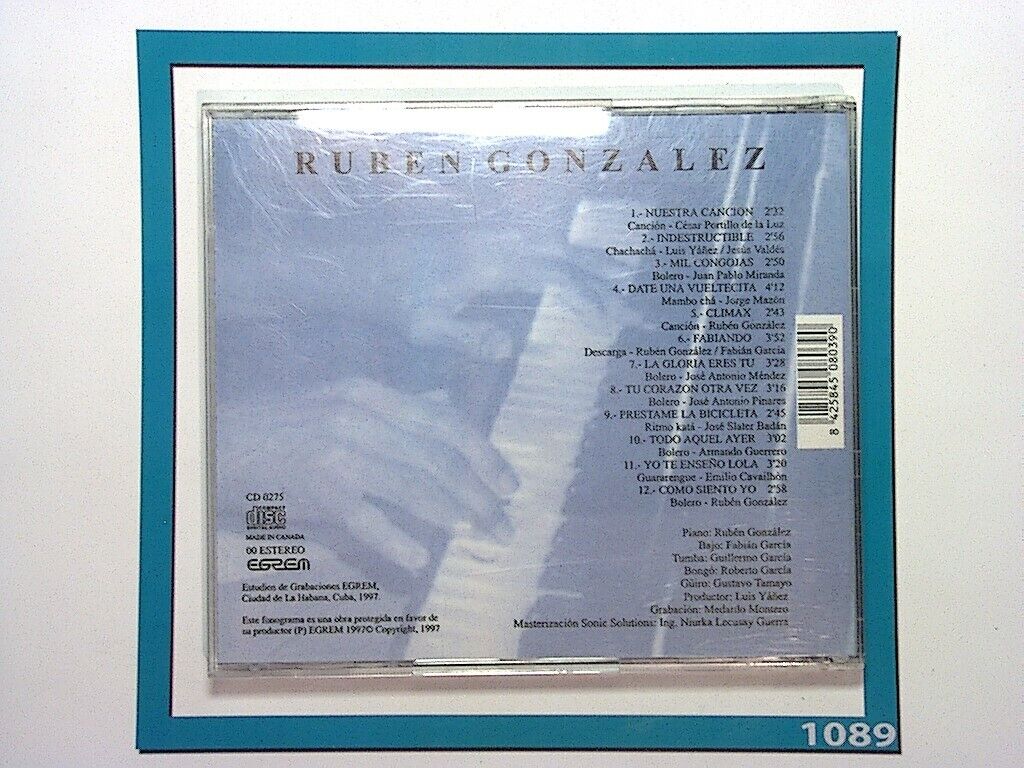 RUBEN GONZALEZ
1.- NUESTRA CANCION 2'32
Canción - César Portillo de la Luz
2.- INDESTRUCTIBLE 2'56
Chachachá - Luis Yáñez / Jesús Valdés
3.- MIL CONGOJAS 2'50
Bolero - Juan Pablo Miranda
4.- DATE UNA VUELTECITA 4'12
Mambo chá - Jorge Mazón
5.- CLIMAX 2'43
Canción - Rubén González
6.- FABIANDO 3'52
Descarga - Rubén González / Fabián García
7.- LA GLORIA ERES TU 3'28
Bolero - José Antonio Méndez
8.- TU CORAZON OTRA VEZ 3'16
Bolero - José Antonio Pinares
9.- PRESTAME LA BICICLETA 2'45
Ritmo katá - José Slater Badán
10.- TODO AQUEL AYER 3'02
Bolero - Armando Guerrero
11.- YO TE ENSEÑO LOLA 3'20
Guararengue - Emilio Cavailhón
12.- COMO SIENTO YO 2'58
Bolero - Rubén González
8 425845 080390
CD 0275
COMPACT
disc
DIGITAL AUDIO
MADE IN CANADA
00 ESTEREO
EGREM
Estudios de Grabaciones EGREM,
Ciudad de La Habana, Cuba, 1997.
Este fonograma es una obra protegida en favor de
su productor (P) EGREM 1997© Copyright, 1997
Piano: Rubén González
Bajo: Fabián García
Tumba: Guillermo García
Bongó: Roberto García
Güiro: Gustavo Tamayo
Productor: Luis Yáñez
Grabación: Medardo Montero
Masterización Sonic Solutions: Ing. Niurka Lecusay Guerra
1089